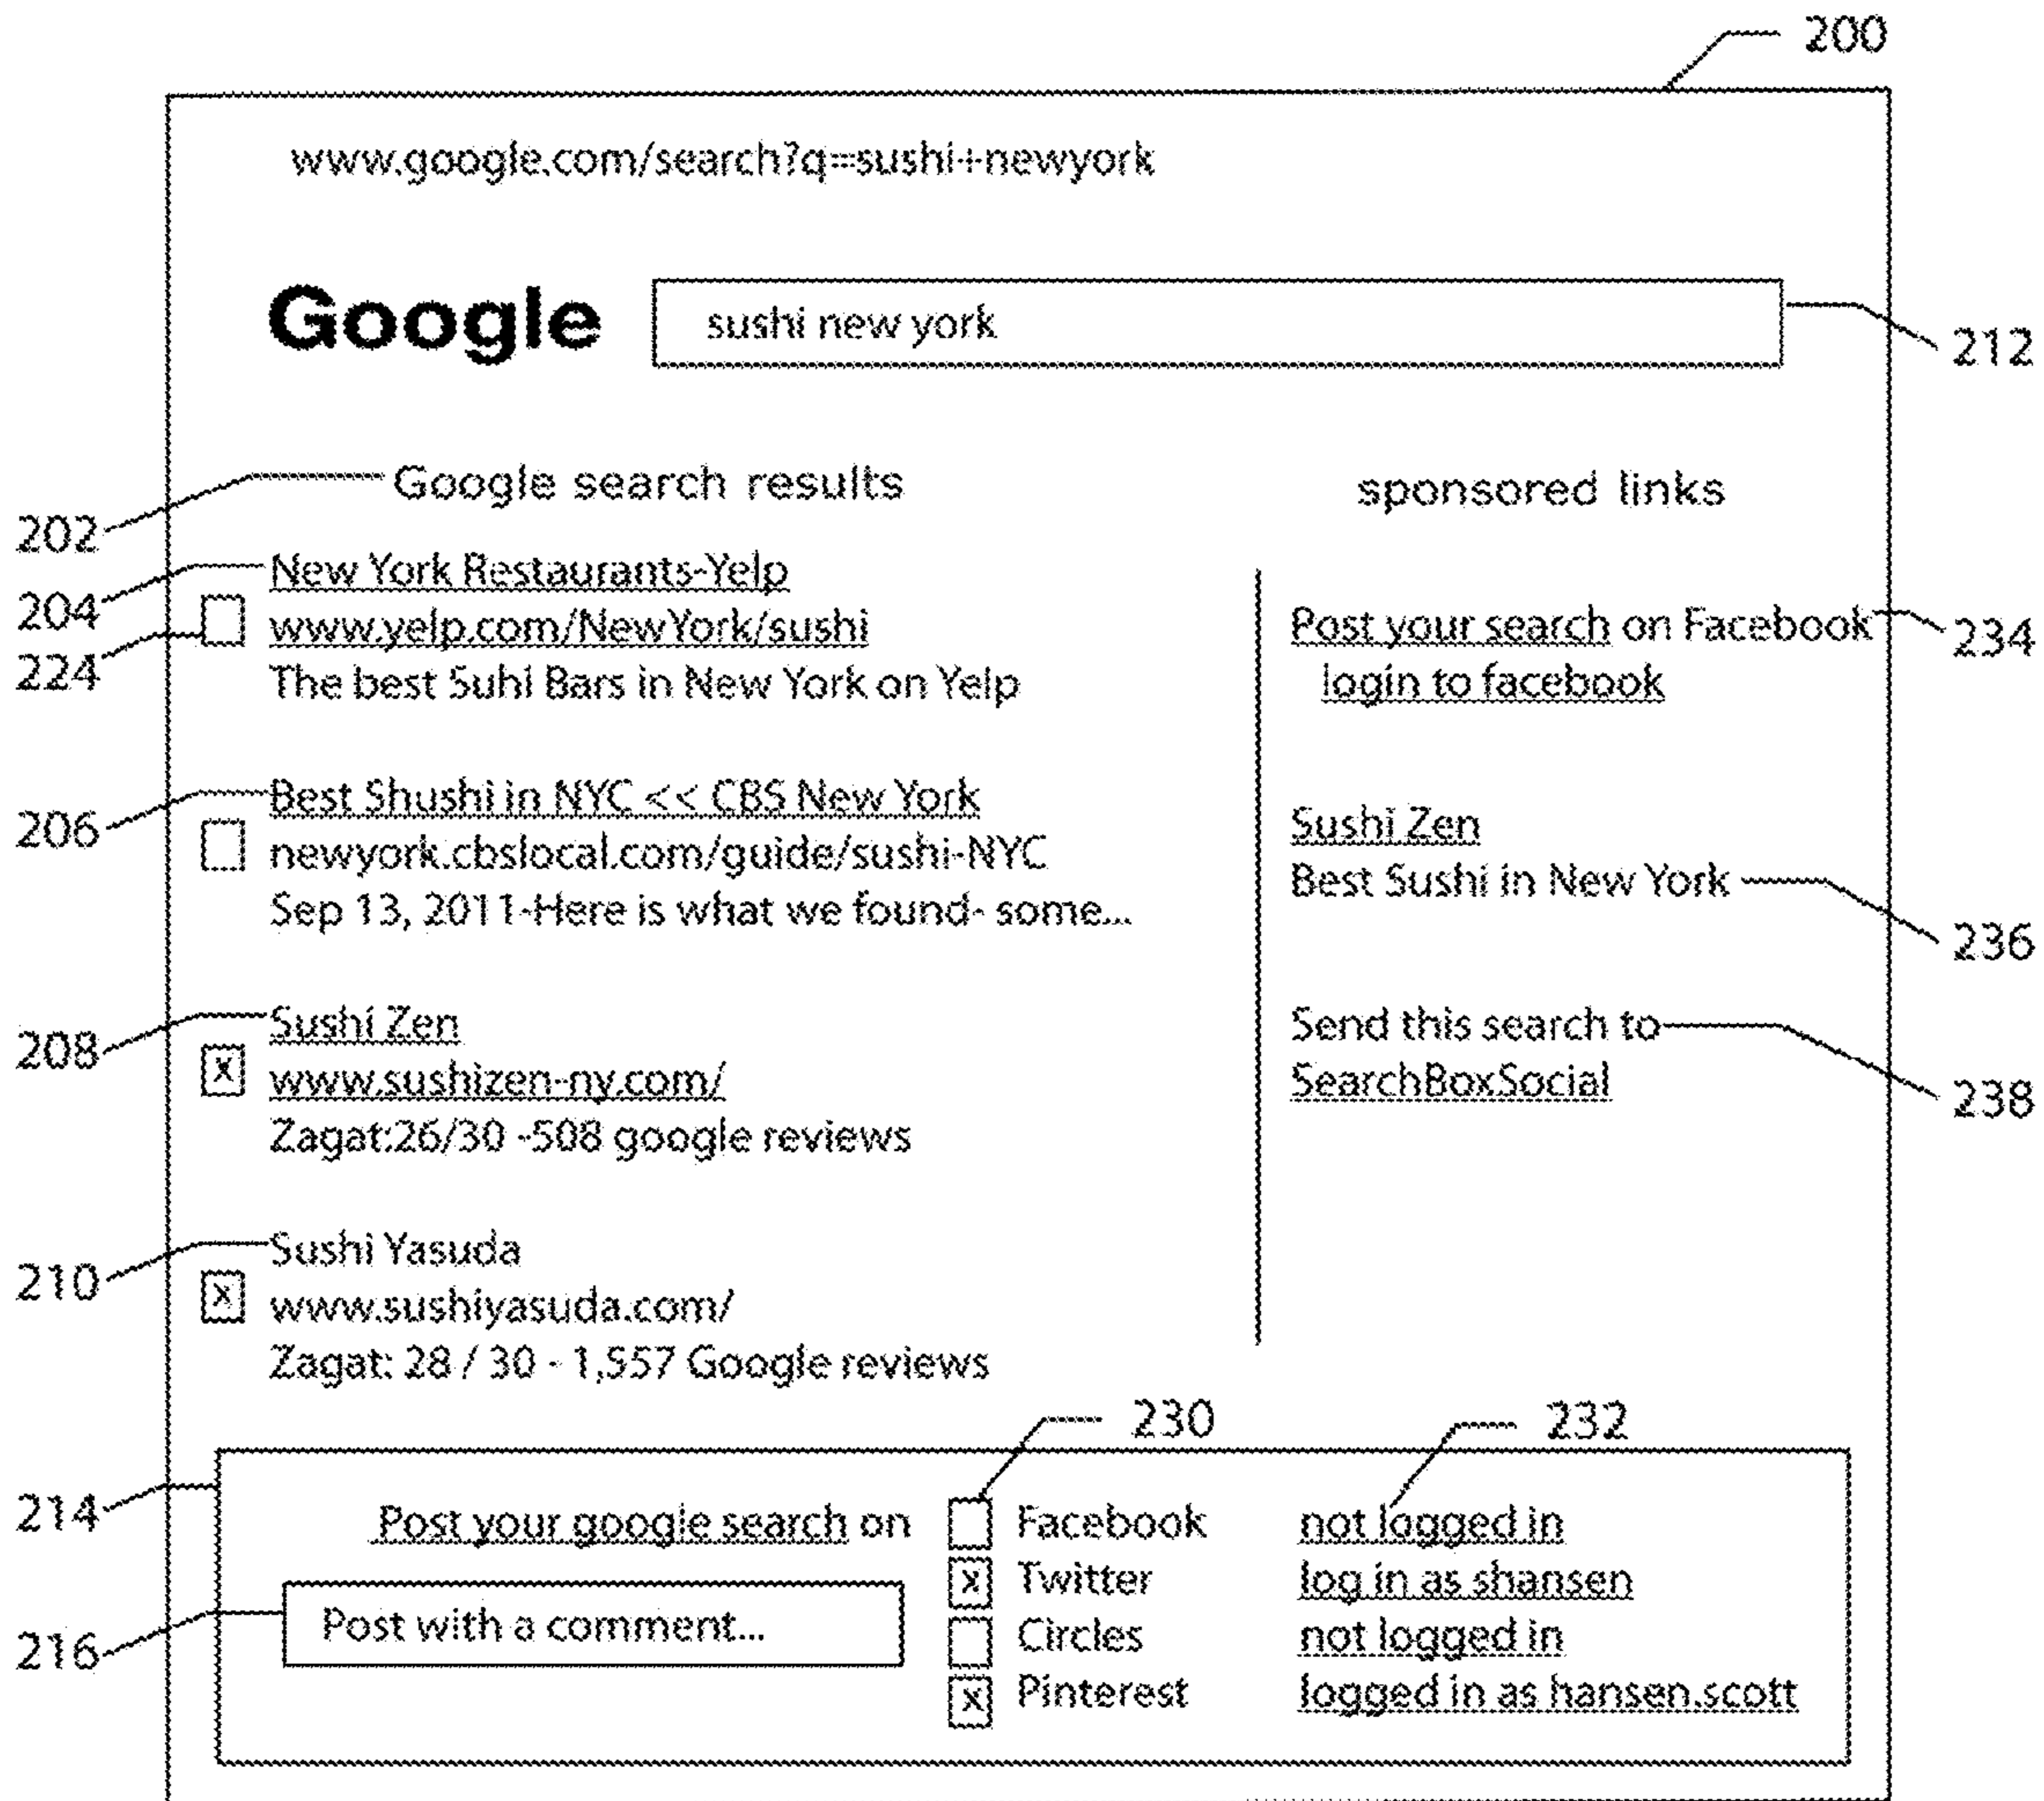 200
www.google.com/search?q=sushi+newyork
Google
sushi new york
212
202
Google search results
204
New York Restaurants-Yelp
224
www.yelp.com/NewYork/sushi
The best Suhi Bars in New York on Yelp
206
Best Shushi in NYC << CBS New York
newyork.cbslocal.com/guide/sushi-NYC
Sep 13, 2011-Here is what we found- some...
208
Sushi Zen
x
www.sushizen-ny.com/
Zagat:26/30 -508 google reviews
210
Sushi Yasuda
x
www.sushiyasuda.com/
Zagat: 28 / 30 - 1,557 Google reviews
sponsored links
Post your search on Facebook
234
login to facebook
Sushi Zen
Best Sushi in New York
236
Send this search to
SearchBoxSocial
238
230
232
214
Post your google search on
216
Post with a comment...
Facebook not logged in
x Twitter log in as shansen
Circles not logged in
x Pinterest logged in as hansen.scott